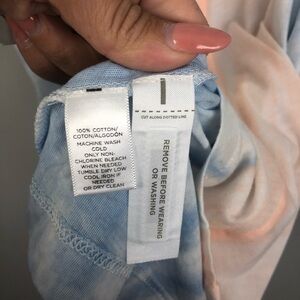 100% COTTON/
COTON/ALGODÓN
MACHINE WASH
COLD
ONLY NON-
CHLORINE BLEACH
WHEN NEEDED
TUMBLE DRY LOW
COOL IRON IF
NEEDED
OR DRY CLEAN
CUT ALONG DOTTED LINE
REMOVE BEFORE WEARING
OR WASHING